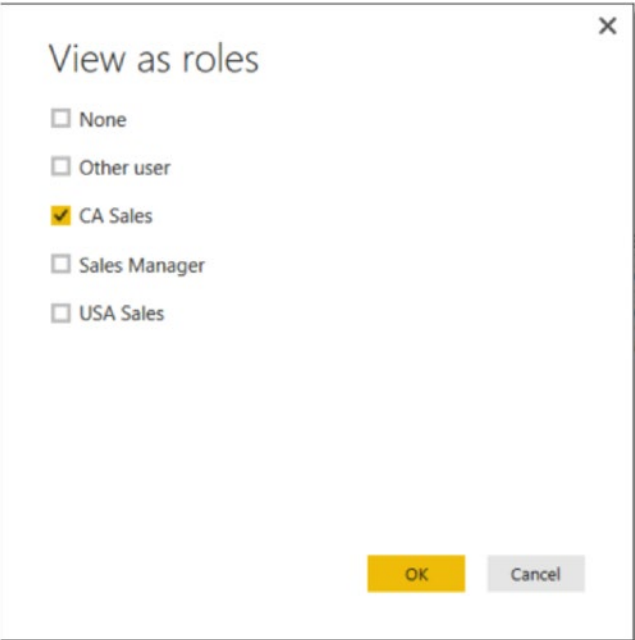 View as roles
None
Other user
CA Sales
Sales Manager
USA Sales
OK
Cancel